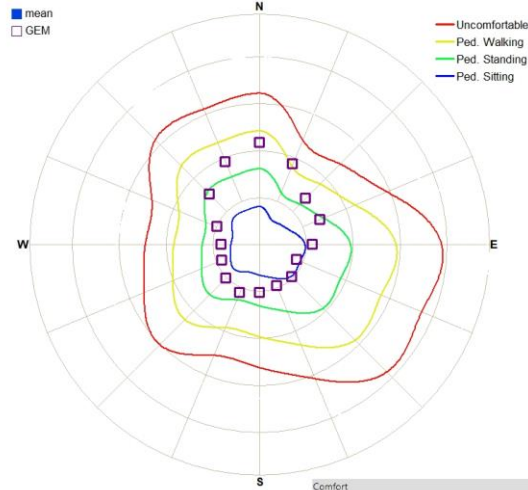 mean
GEM
N
Uncomfortable
Ped. Walking
Ped. Standing
Ped. Sitting
W
E
S
Comfort